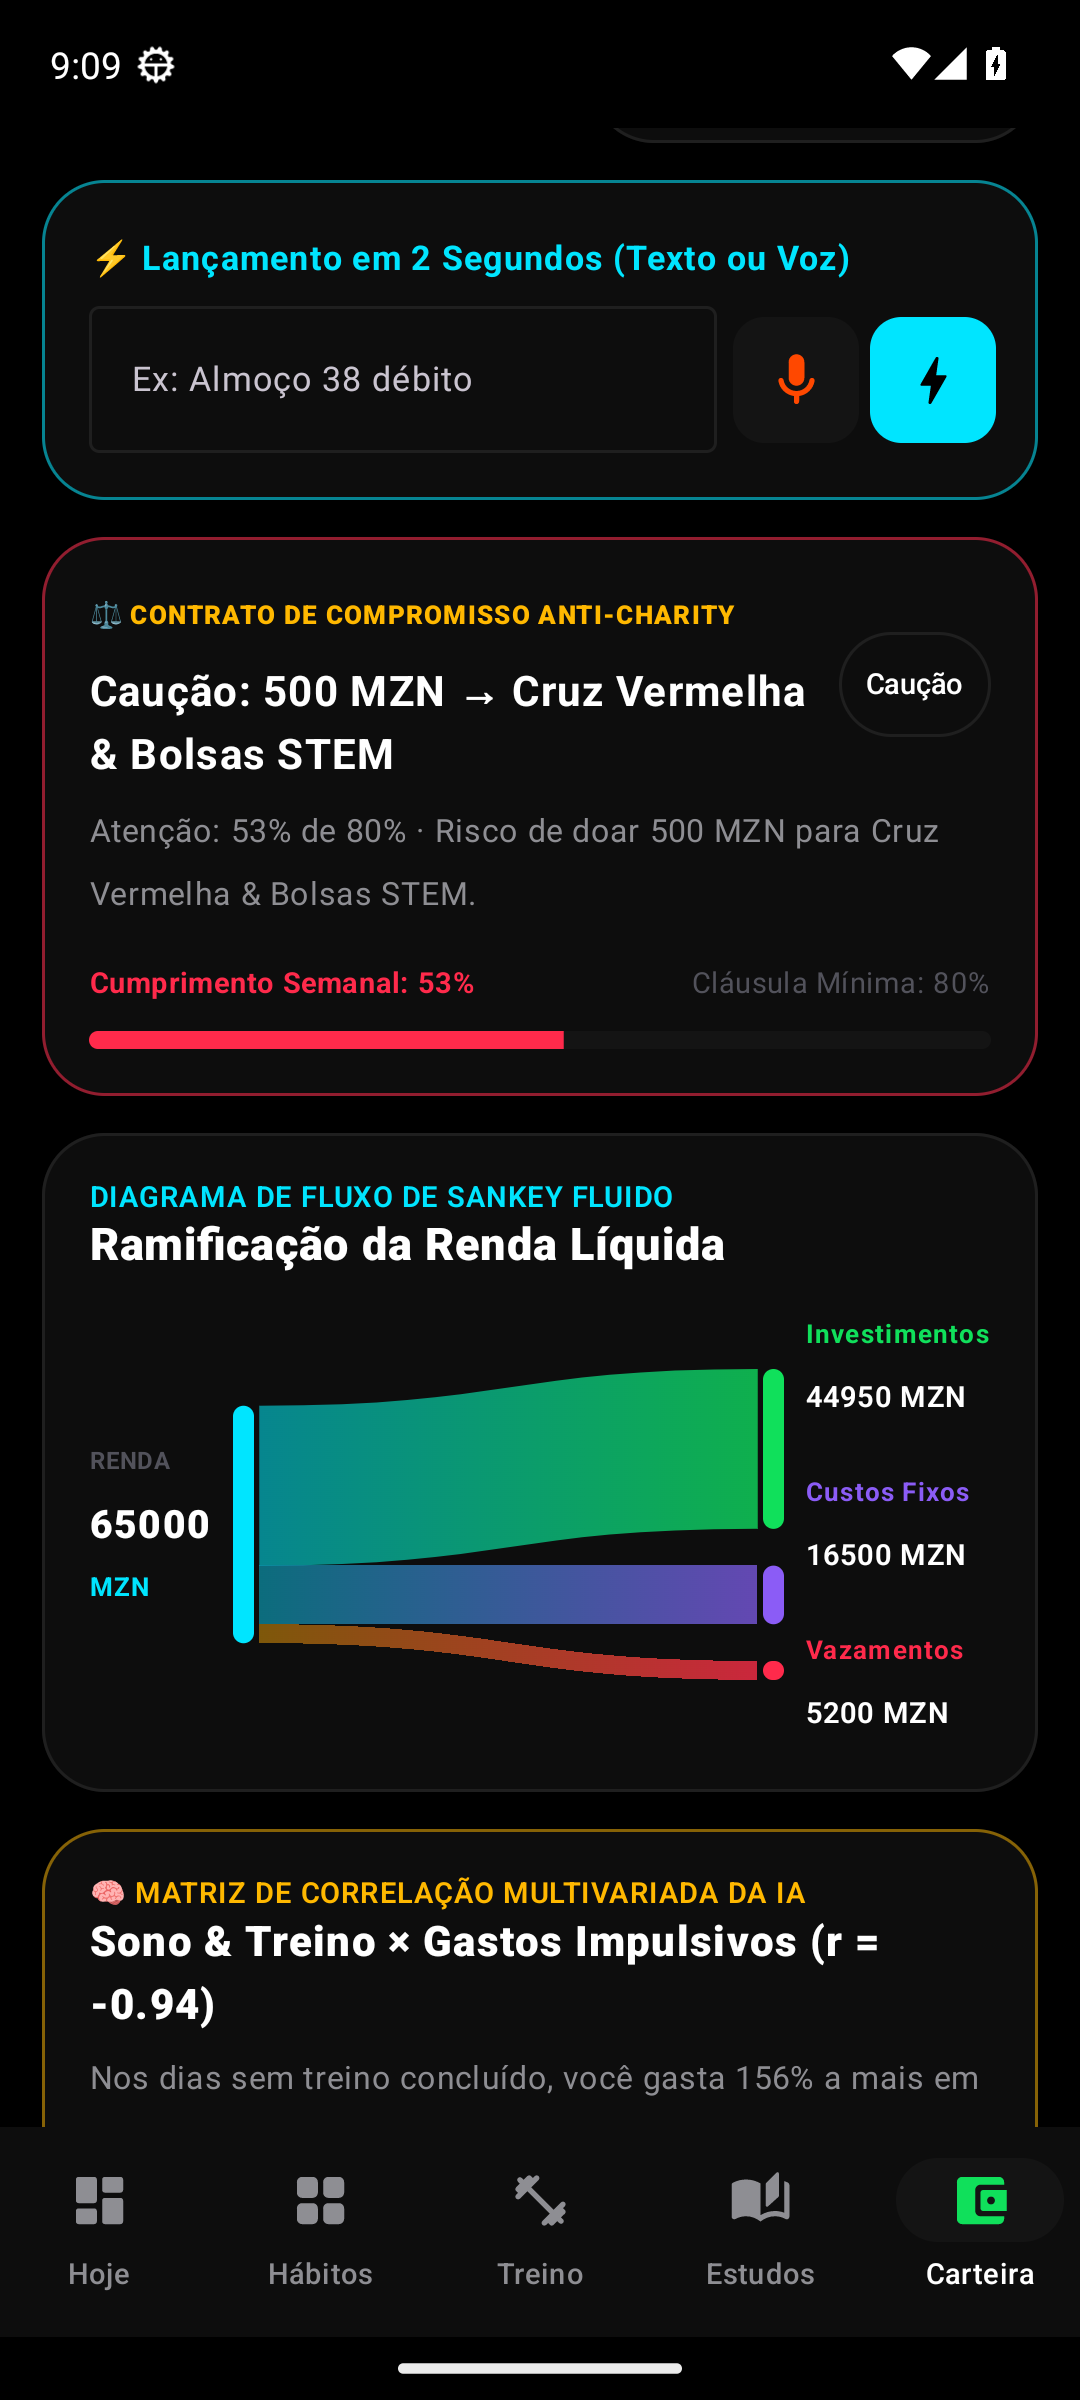 9:09
⚡ Lançamento em 2 Segundos (Texto ou Voz)
Ex: Almoço 38 débito
⚖️ CONTRATO DE COMPROMISSO ANTI-CHARITY
Caução: 500 MZN → Cruz Vermelha
& Bolsas STEM
Caução
Atenção: 53% de 80% · Risco de doar 500 MZN para Cruz
Vermelha & Bolsas STEM.
Cumprimento Semanal: 53%
Cláusula Mínima: 80%
DIAGRAMA DE FLUXO DE SANKEY FLUIDO
Ramificação da Renda Líquida
RENDA
65000
MZN
Investimentos
44950 MZN
Custos Fixos
16500 MZN
Vazamentos
5200 MZN
🧠 MATRIZ DE CORRELAÇÃO MULTIVARIADA DA IA
Sono & Treino × Gastos Impulsivos (r =
-0.94)
Nos dias sem treino concluído, você gasta 156% a mais em
Hoje
Hábitos
Treino
Estudos
Carteira